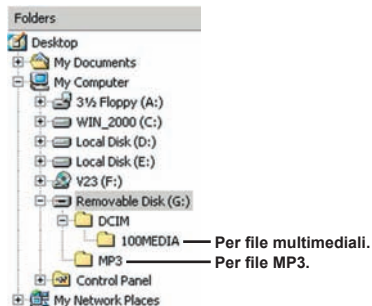 Folders
Desktop
My Documents
My Computer
3½ Floppy (A:)
WIN_2000 (C:)
Local Disk (D:)
Local Disk (E:)
V23 (F:)
Removable Disk (G:)
DCIM
100MEDIA Per file multimediali.
MP3 Per file MP3.
Control Panel
My Network Places